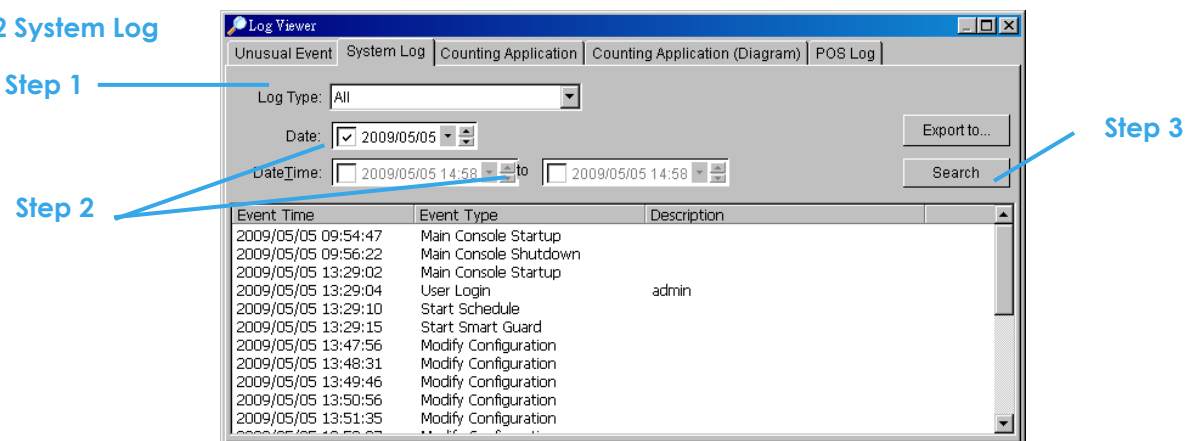 2 System Log
Log Viewer
Unusual Event System Log Counting Application Counting Application (Diagram) POS Log
Step 1
Log Type: All
Date: 2009/05/05
Export to...
Step 3
DateTime: 2009/05/05 14:58 to 2009/05/05 14:58
Search
Step 2
Event Time Event Type Description
2009/05/05 09:54:47 Main Console Startup
2009/05/05 09:56:22 Main Console Shutdown
2009/05/05 13:29:02 Main Console Startup
2009/05/05 13:29:04 User Login admin
2009/05/05 13:29:10 Start Schedule
2009/05/05 13:29:15 Start Smart Guard
2009/05/05 13:47:56 Modify Configuration
2009/05/05 13:48:31 Modify Configuration
2009/05/05 13:49:46 Modify Configuration
2009/05/05 13:50:56 Modify Configuration
2009/05/05 13:51:35 Modify Configuration